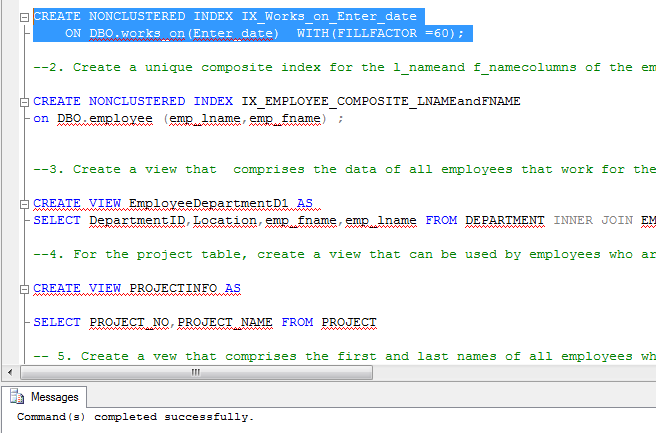 CREATE NONCLUSTERED INDEX IX_Works_on_Enter_date
ON DBO.works_on(Enter_date) WITH(FILLFACTOR =60);
--2. Create a unique composite index for the l_nameand f_namecolumns of the em
CREATE NONCLUSTERED INDEX IX_EMPLOYEE_COMPOSITE_LNAMEandFNAME
on DBO.employee (emp_lname,emp_fname) ;
--3. Create a view that comprises the data of all employees that work for the
CREATE VIEW EmployeeDepartmentD1 AS
SELECT DepartmentID,Location,emp_fname,emp_lname FROM DEPARTMENT INNER JOIN EM
--4. For the project table, create a view that can be used by employees who ar
CREATE VIEW PROJECTINFO AS
SELECT PROJECT_NO,PROJECT_NAME FROM PROJECT
-- 5. Create a vew that comprises the first and last names of all employees wh
Messages
Command(s) completed successfully.